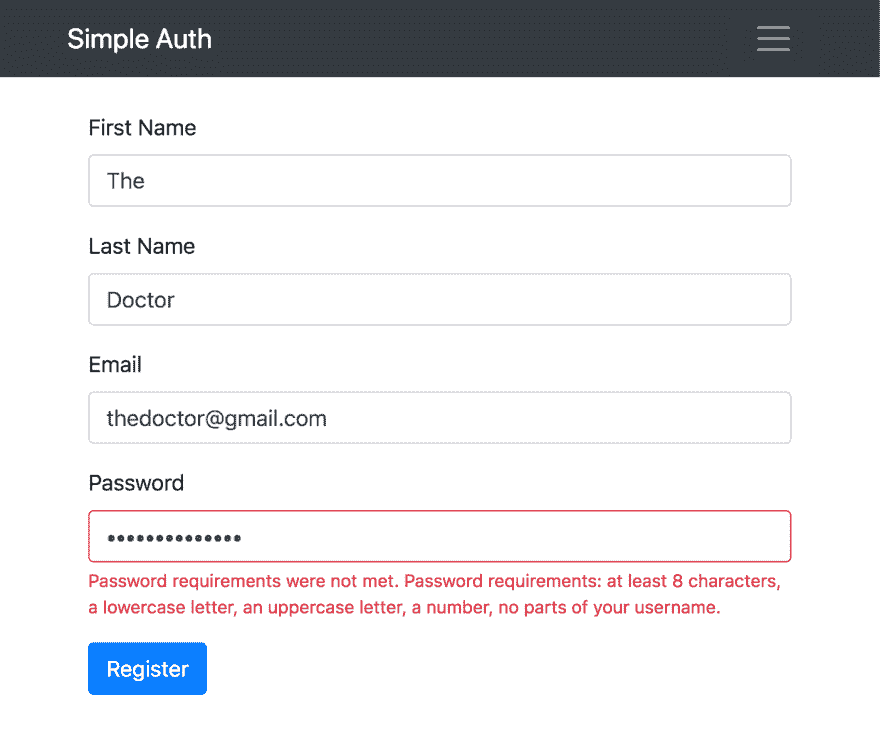 Simple Auth
First Name
The
Last Name
Doctor
Email
thedoctor@gmail.com
Password
••••••••••••••
Password requirements were not met. Password requirements: at least 8 characters,
a lowercase letter, an uppercase letter, a number, no parts of your username.
Register